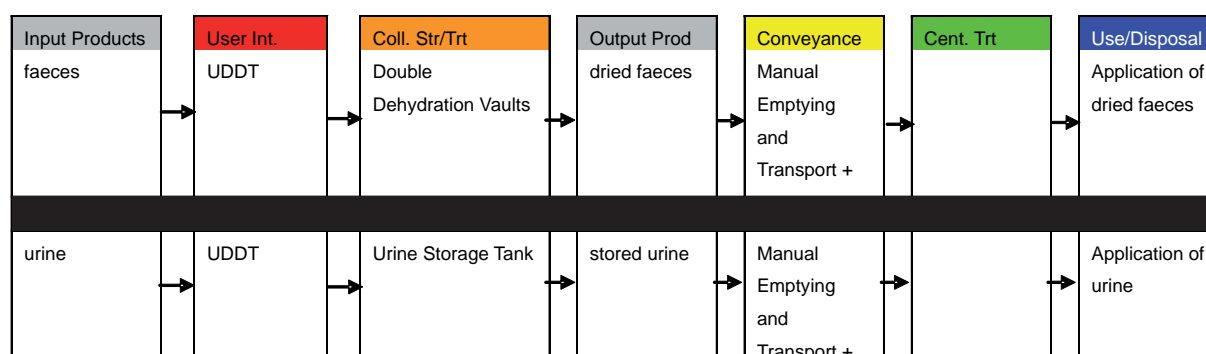 Input Products
User Int.
Coll. Str/Trt
Output Prod
Conveyance
Cent. Trt
Use/Disposal
faeces
UDDT
Double
Dehydration Vaults
dried faeces
Manual
Emptying
and
Transport +
Application of
dried faeces
urine
UDDT
Urine Storage Tank
stored urine
Manual
Emptying
and
Transport +
Application of
urine